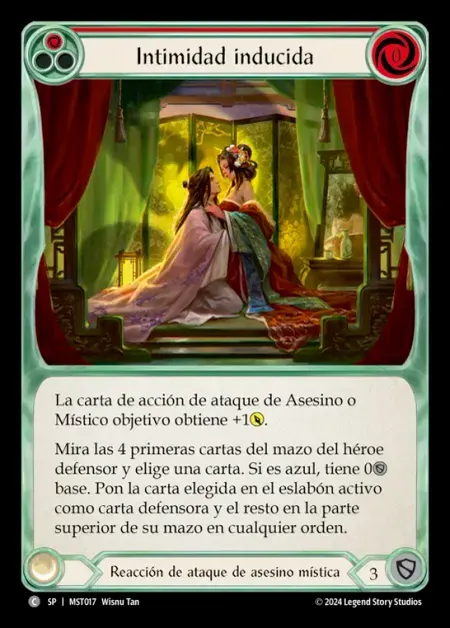 Intimidad inducida
0
La carta de acción de ataque de Asesino o
Místico objetivo obtiene +1.
Mira las 4 primeras cartas del mazo del héroe
defensor y elige una carta. Si es azul, tiene 0
base. Pon la carta elegida en el eslabón activo
como carta defensora y el resto en la parte
superior de su mazo en cualquier orden.
Reacción de ataque de asesino mística
3
C SP | MST017 Wisnu Tan
© 2024 Legend Story Studios